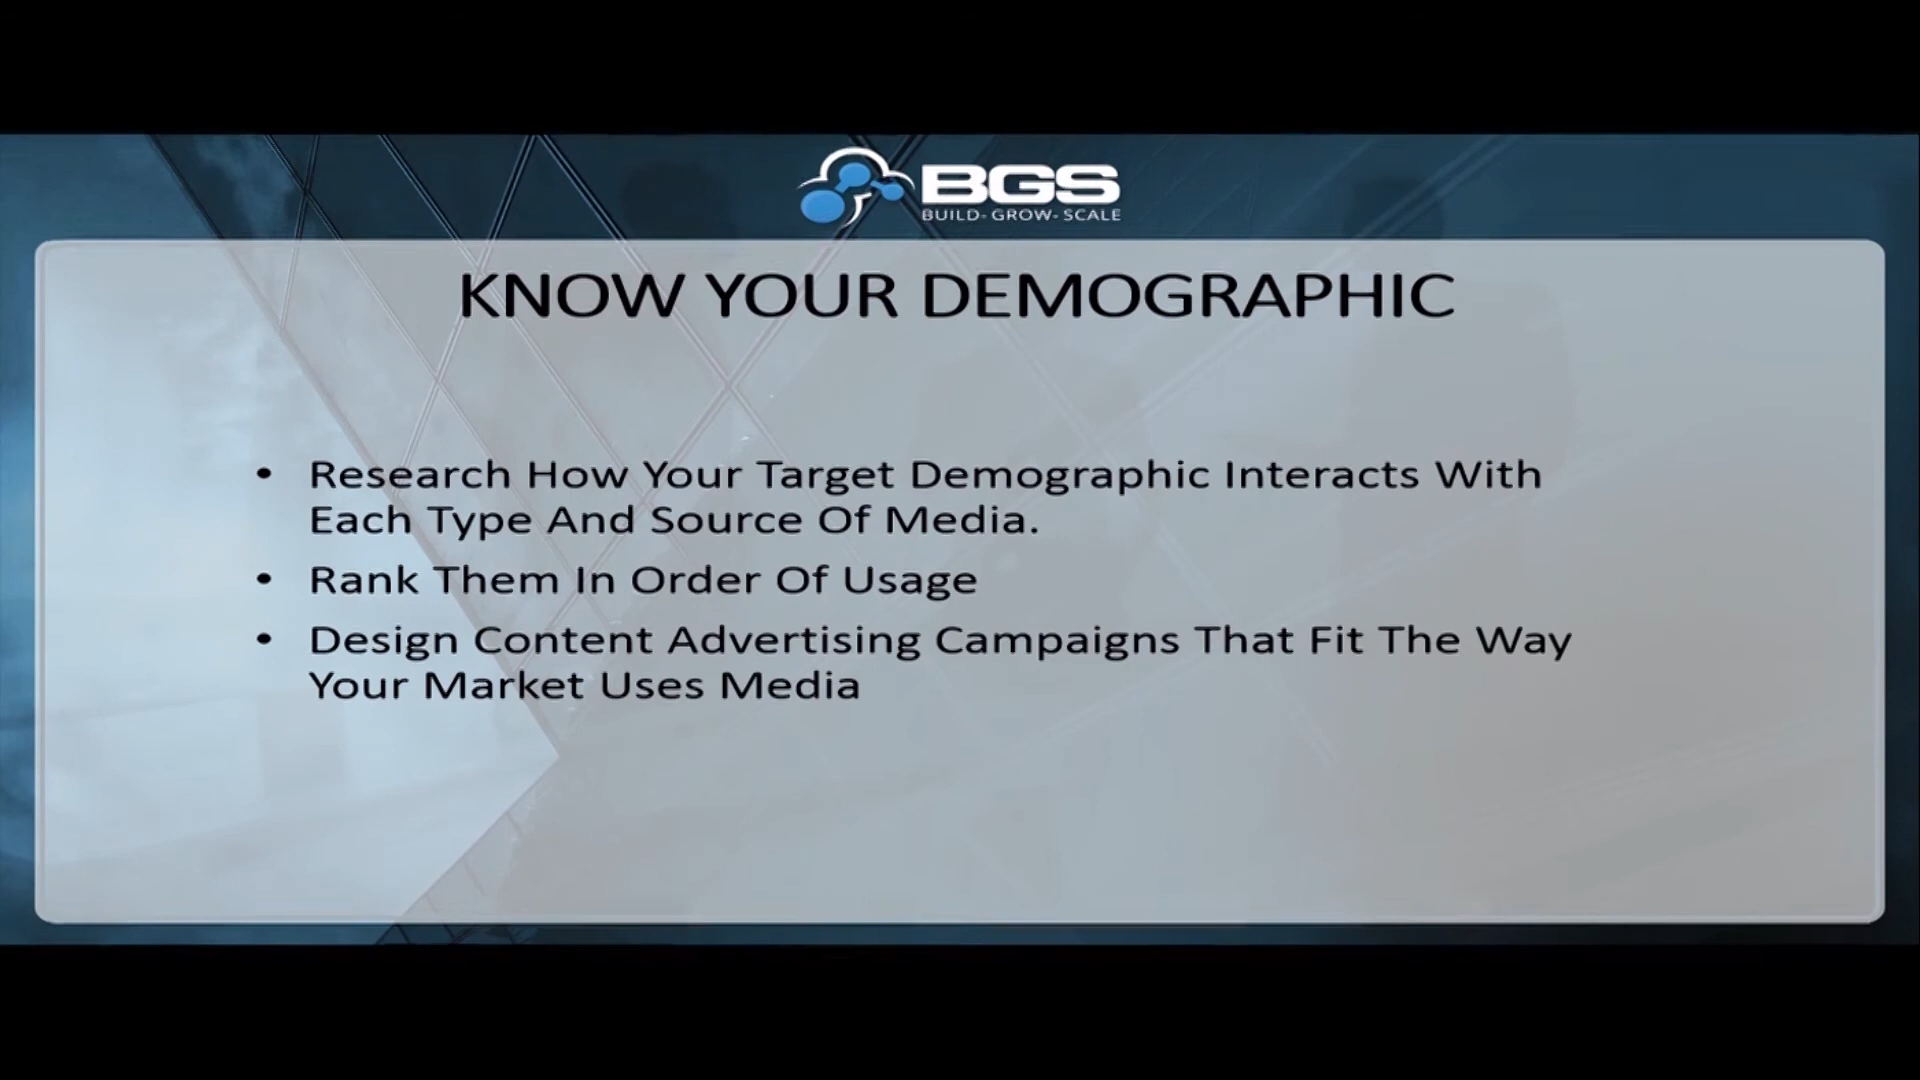 BGS
BUILD- GROW- SCALE
KNOW YOUR DEMOGRAPHIC
• Research How Your Target Demographic Interacts With
Each Type And Source Of Media.
• Rank Them In Order Of Usage
• Design Content Advertising Campaigns That Fit The Way
Your Market Uses Media